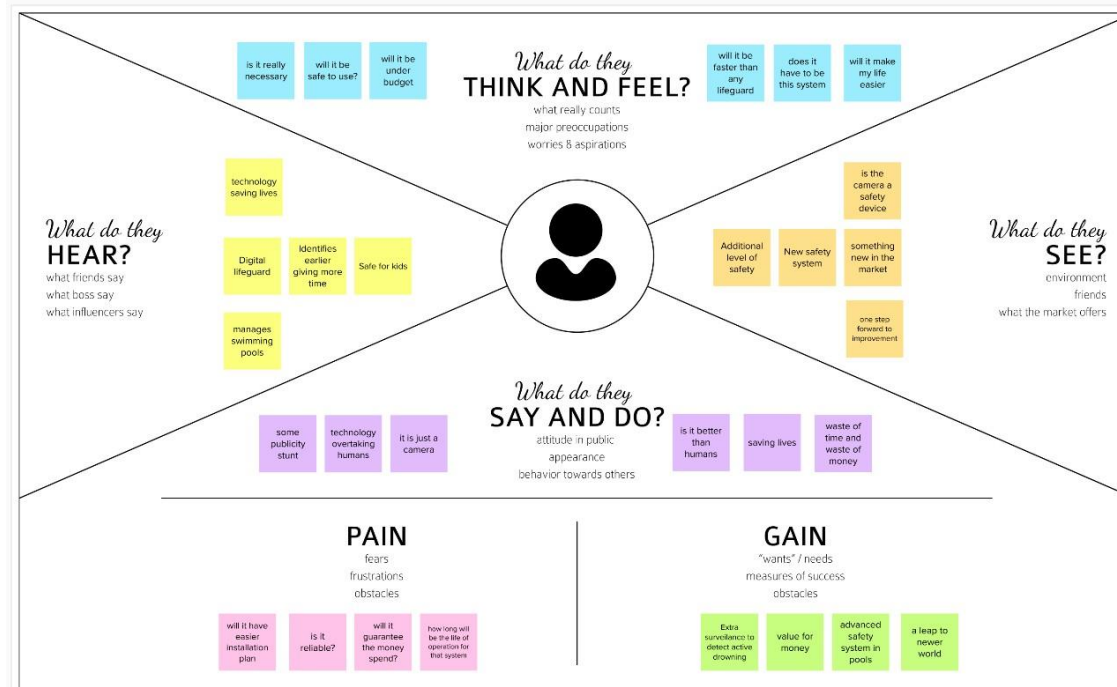 What do they
THINK AND FEEL?
what really counts
major preoccupations
worries & aspirations
is it really
necessary
will it be
safe to use?
will it be
under
budget
will it be
faster than
any
lifeguard
does it
have to be
this system
will it make
my life
easier
What do they
HEAR?
what friends say
what boss say
what influencers say
technology
saving lives
Digital
lifeguard
Identifies
earlier
giving more
time
Safe for kids
manages
swimming
pools
What do they
SEE?
environment
friends
what the market offers
is the
camera a
safety
device
Additional
level of
safety
New safety
system
something
new in the
market
one step
forward to
improvement
What do they
SAY AND DO?
attitude in public
appearance
behavior towards others
some
publicity
stunt
technology
overtaking
humans
it is just a
camera
is it better
than
humans
saving lives
waste of
time and
waste of
money
PAIN
fears
frustrations
obstacles
will it have
easier
installation
plan
is it
reliable?
will it
guarantee
the money
spend?
how long will
be the life of
operation for
that system
GAIN
"wants" / needs
measures of success
obstacles
Extra
surveilance to
detect active
drowning
value for
money
advanced
safety
system in
pools
a leap to
newer
world